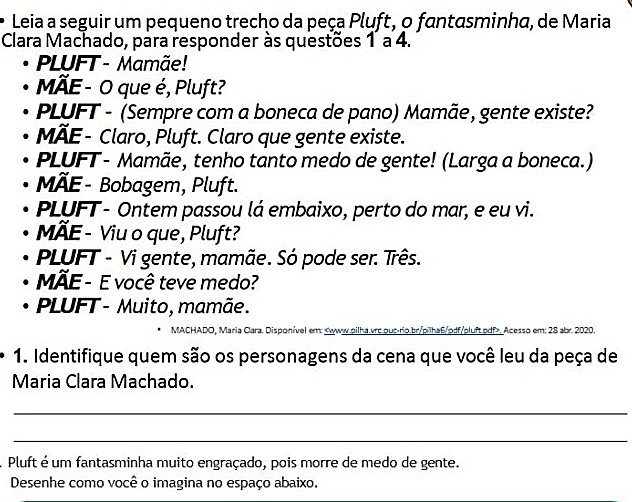 • Leia a seguir um pequeno trecho da peça Pluft, o fantasminha, de Maria
Clara Machado, para responder às questões 1 a 4.
• PLUFT - Mamãe!
• MÃE - O que é, Pluft?
• PLUFT - (Sempre com a boneca de pano) Mamãe, gente existe?
• MÃE - Claro, Pluft. Claro que gente existe.
• PLUFT - Mamãe, tenho tanto medo de gente! (Larga a boneca.)
• MÃE - Bobagem, Pluft.
• PLUFT - Ontem passou lá embaixo, perto do mar, e eu vi.
• MÃE - Viu o que, Pluft?
• PLUFT - Vi gente, mamãe. Só pode ser. Três.
• MÃE - E você teve medo?
• PLUFT - Muito, mamãe.
• MACHADO, Maria Clara. Disponível em: <www.pilha.vrc.puc-rio.br/pilha6/pdf/pluft.pdf>. Acesso em: 28 abr. 2020.
• 1. Identifique quem são os personagens da cena que você leu da peça de
Maria Clara Machado.
. Pluft é um fantasminha muito engraçado, pois morre de medo de gente.
Desenhe como você o imagina no espaço abaixo.